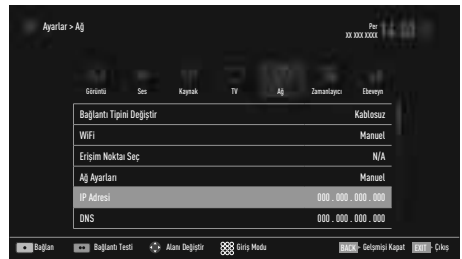 Ayarlar > Ağ
Per
XX XXX XXXX
Görüntü Ses Kaynak TV Ağ Zamanlayıcı Ebeveyn
Bağlantı Tipini Değiştir Kablosuz
WiFi Manuel
Erişim Noktaı Seç N/A
Ağ Ayarları Manuel
IP Adresi 000 . 000 . 000 . 000
DNS 000 . 000 . 000 . 000
Bağlan Bağlantı Testi Alanı Değiştir Giriş Modu BACK - Gelşmişi Kapat EXIT - Çıkış